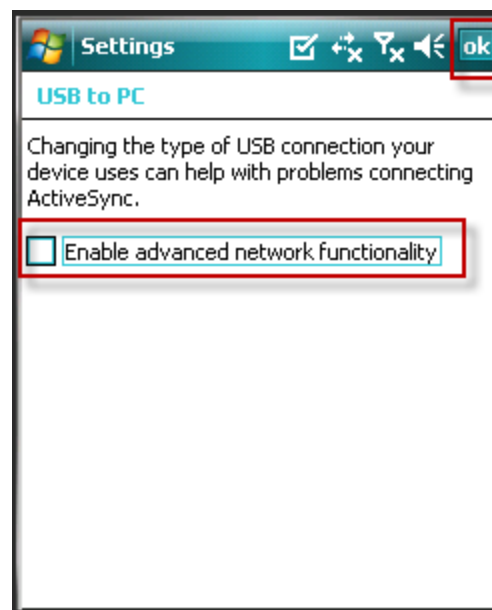 Settings
ok
USB to PC
Changing the type of USB connection your
device uses can help with problems connecting
ActiveSync.
Enable advanced network functionality